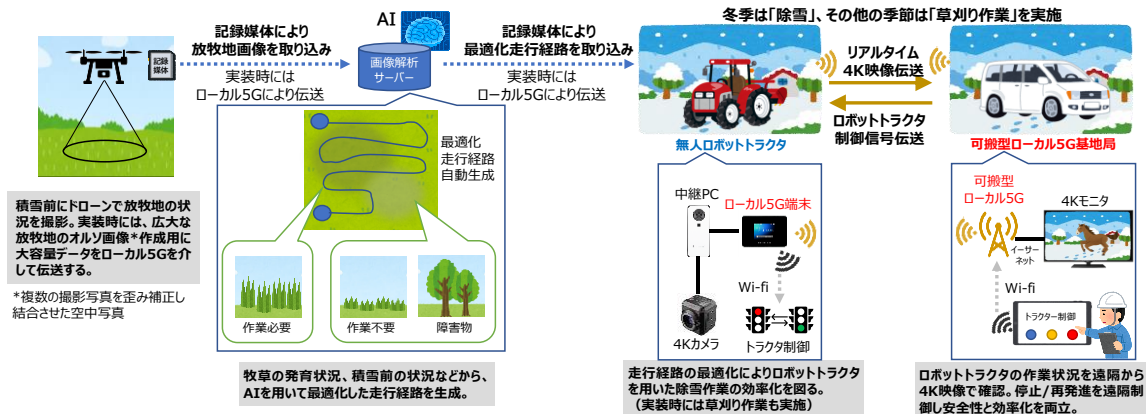 記録
媒体
記録媒体により
放牧地画像を取り込み
実装時には
ローカル5Gにより伝送
AI
画像解析
サーバー
記録媒体により
最適化走行経路を取り込み
実装時には
ローカル5Gにより伝送
冬季は「除雪」、その他の季節は「草刈り作業」を実施
リアルタイム
4K映像伝送
ロボットトラクタ
制御信号伝送
無人ロボットトラクタ
可搬型ローカル5G基地局
積雪前にドローンで放牧地の状
況を撮影。実装時には、広大な
放牧地のオルソ画像*作成用に
大容量データをローカル5Gを介
して伝送する。
*複数の撮影写真を歪み補正し
結合させた空中写真
最適化
走行経路
自動生成
作業必要
作業不要
障害物
牧草の発育状況、積雪前の状況などから、
AIを用いて最適化した走行経路を生成。
中継PC
ローカル5G端末
Wi-fi
4Kカメラ
トラクタ制御
走行経路の最適化によりロボットトラクタ
を用いた除雪作業の効率化を図る。
(実装時には草刈り作業も実施)
可搬型
ローカル5G
4Kモニタ
イーサー
ネット
Wi-fi
トラクター制御
ロボットトラクタの作業状況を遠隔から
4K映像で確認。停止/再発進を遠隔制
御し安全性と効率化を両立。